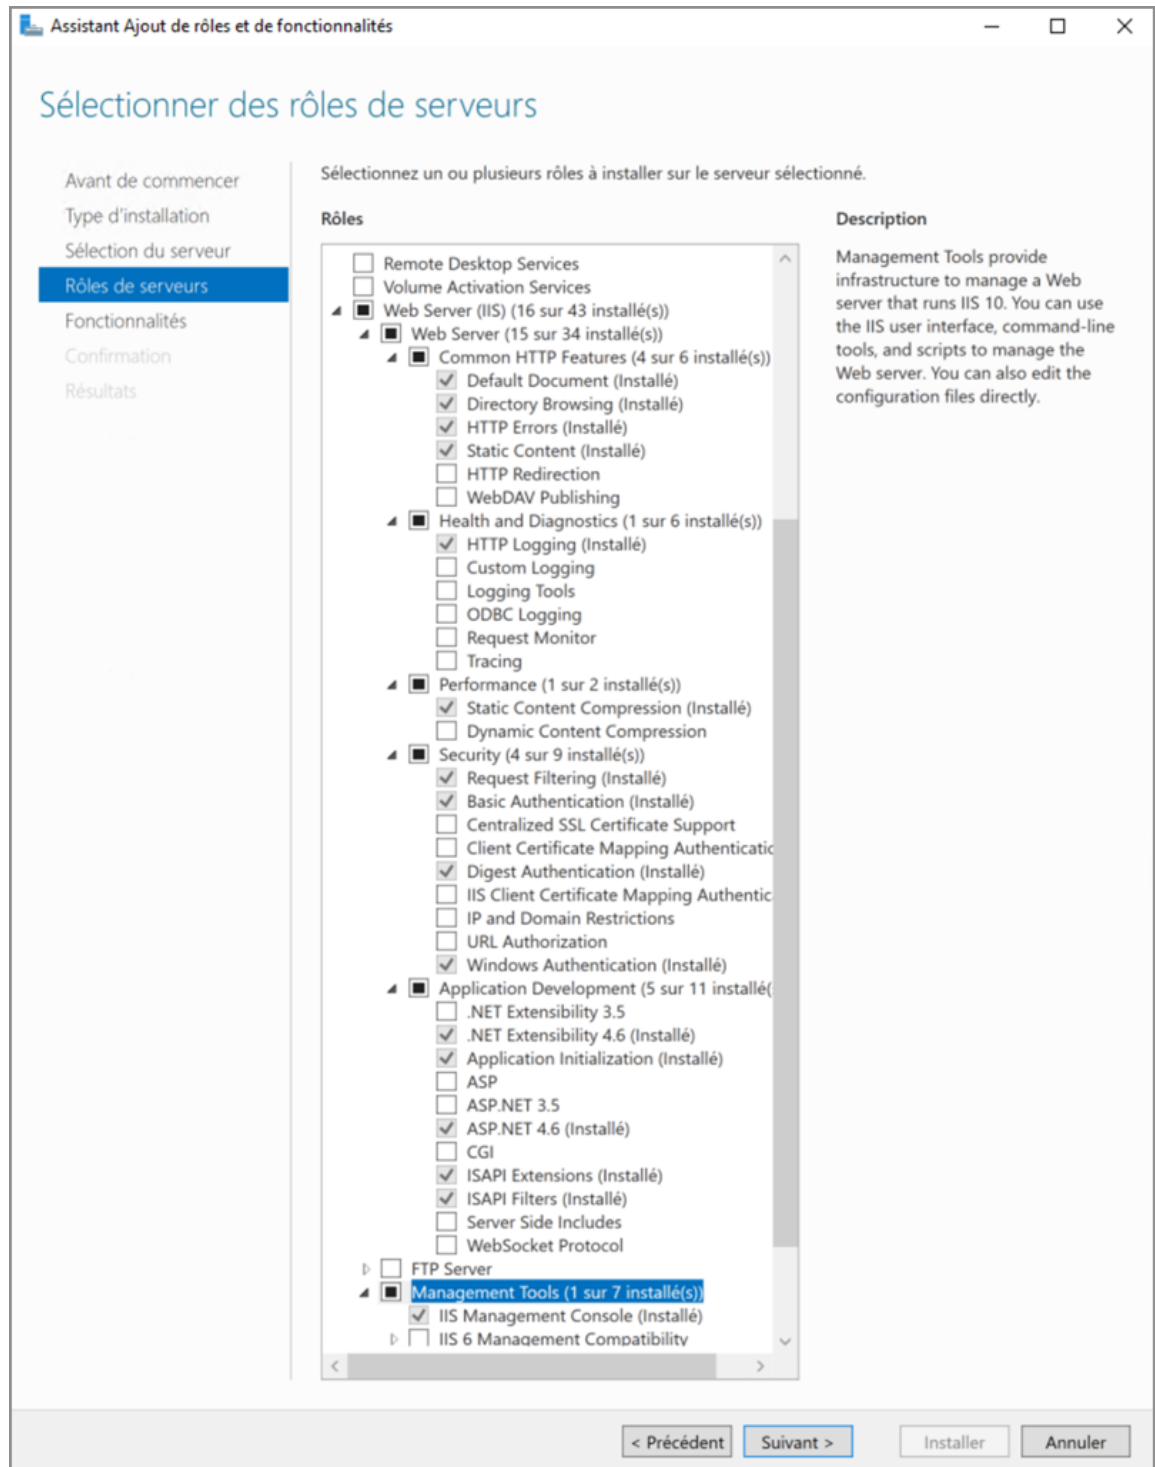 Assistant Ajout de rôles et de fonctionnalités
Sélectionner des rôles de serveurs
Avant de commencer
Type d'installation
Sélection du serveur
Rôles de serveurs
Fonctionnalités
Confirmation
Résultats
Sélectionnez un ou plusieurs rôles à installer sur le serveur sélectionné.
Rôles
Remote Desktop Services
Volume Activation Services
Web Server (IIS) (16 sur 43 installé(s))
Web Server (15 sur 34 installé(s))
Common HTTP Features (4 sur 6 installé(s))
Default Document (Installé)
Directory Browsing (Installé)
HTTP Errors (Installé)
Static Content (Installé)
HTTP Redirection
WebDAV Publishing
Health and Diagnostics (1 sur 6 installé(s))
HTTP Logging (Installé)
Custom Logging
Logging Tools
ODBC Logging
Request Monitor
Tracing
Performance (1 sur 2 installé(s))
Static Content Compression (Installé)
Dynamic Content Compression
Security (4 sur 9 installé(s))
Request Filtering (Installé)
Basic Authentication (Installé)
Centralized SSL Certificate Support
Client Certificate Mapping Authenticatic
Digest Authentication (Installé)
IIS Client Certificate Mapping Authentic
IP and Domain Restrictions
URL Authorization
Windows Authentication (Installé)
Application Development (5 sur 11 installé(
.NET Extensibility 3.5
.NET Extensibility 4.6 (Installé)
Application Initialization (Installé)
ASP
ASP.NET 3.5
ASP.NET 4.6 (Installé)
CGI
ISAPI Extensions (Installé)
ISAPI Filters (Installé)
Server Side Includes
WebSocket Protocol
FTP Server
Management Tools (1 sur 7 installé(s))
IIS Management Console (Installé)
IIS 6 Management Compatibility
Description
Management Tools provide
infrastructure to manage a Web
server that runs IIS 10. You can use
the IIS user interface, command-line
tools, and scripts to manage the
Web server. You can also edit the
configuration files directly.
< Précédent
Suivant >
Installer
Annuler